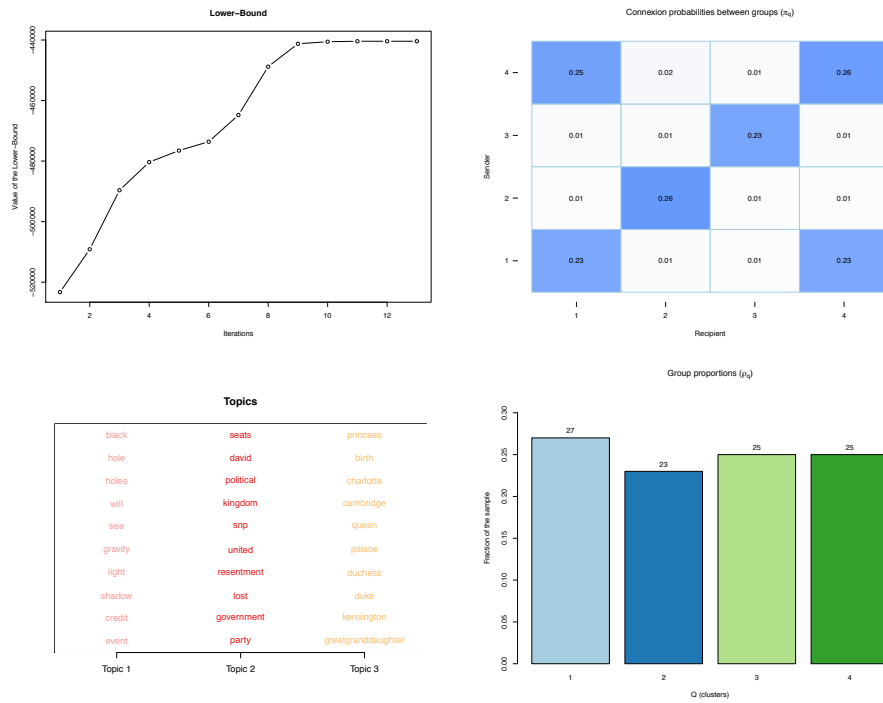 Lower−Bound
Value of the Lower−Bound
−440000
−460000
−480000
−500000
−520000
2 4 6 8 10 12
Iterations
Connexion probabilities between groups (πq)
Sender
4 0.25 0.02 0.01 0.26
3 0.01 0.01 0.23 0.01
2 0.01 0.26 0.01 0.01
1 0.23 0.01 0.01 0.23
1 2 3 4
Recipient
Topics
black seats princess
hole david birth
holes political charlotte
will kingdom cambridge
see snp queen
gravity united palace
light resentment duchess
shadow lost duke
credit government kensington
event party greatgranddaughter
Topic 1 Topic 2 Topic 3
Group proportions (ρq)
Fraction of the sample
0.30
0.25
0.20
0.15
0.10
0.05
0.00
27 23 25 25
1 2 3 4
Q (clusters)